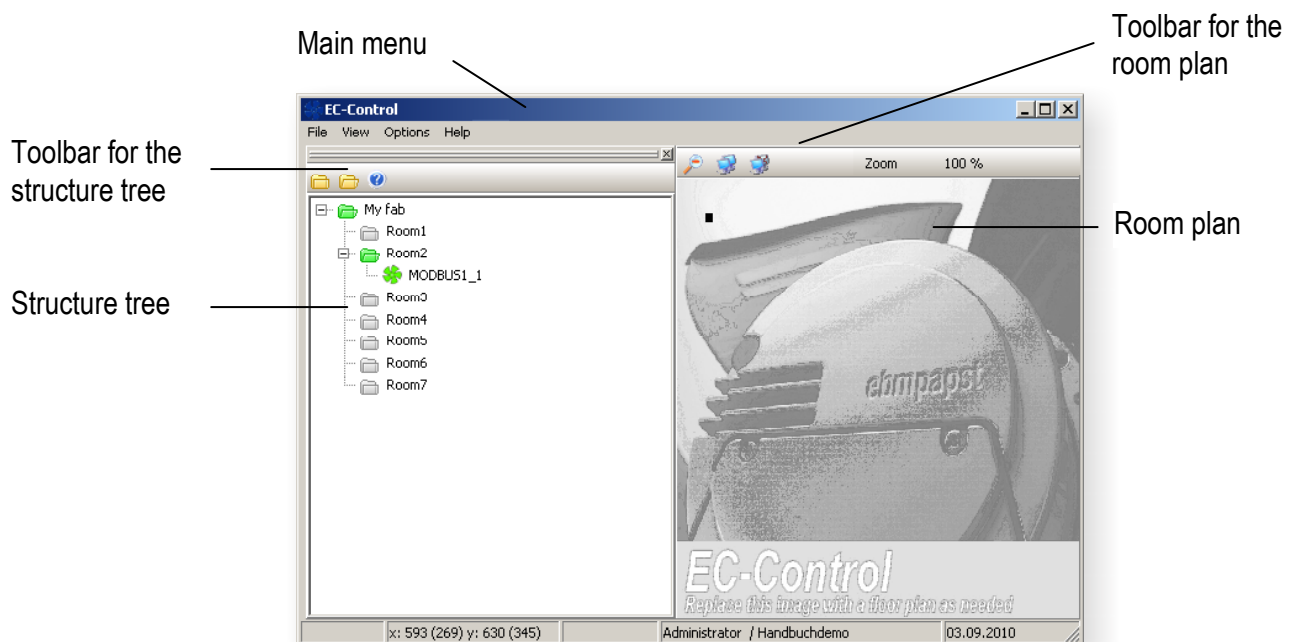 Main menu
Toolbar for the
room plan
EC-Control
File View Options Help
Toolbar for the
structure tree
Zoom 100 %
My fab
Room1
Room2
MODBUS1_1
Room3
Room4
Room5
Room6
Room7
Room plan
Structure tree
ebmpapst
EC-Control
Replace this image with a floor plan as needed
x: 593 (269) y: 630 (345)
Administrator / Handbuchdemo
03.09.2010